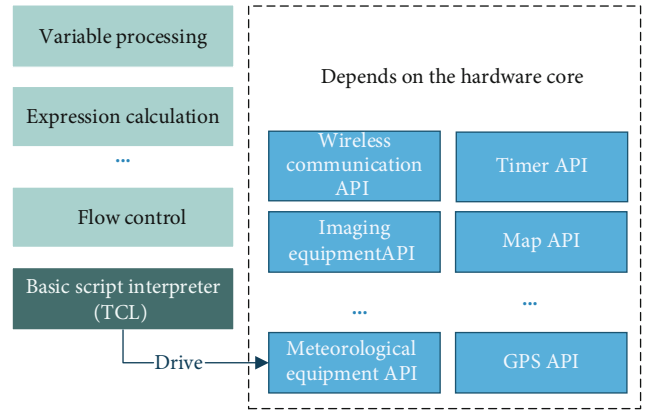 Variable processing
Expression calculation
...
Flow control
Basic script interpreter
(TCL)
Drive
Depends on the hardware core
Wireless
communication
API
Timer API
Imaging
equipmentAPI
Map API
...
...
Meteorological
equipment API
GPS API